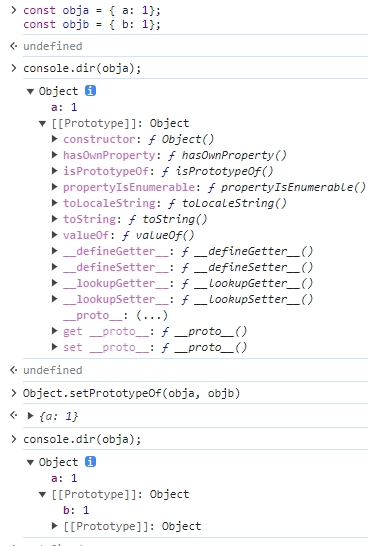 const obja = { a: 1};
const objb = { b: 1};
undefined
console.dir(obja);
Object i
a: 1
[[Prototype]]: Object
constructor: ƒ Object()
hasOwnProperty: ƒ hasOwnProperty()
isPrototypeOf: ƒ isPrototypeOf()
propertyIsEnumerable: ƒ propertyIsEnumerable()
toLocaleString: ƒ toLocaleString()
toString: ƒ toString()
valueOf: ƒ valueOf()
__defineGetter__: ƒ __defineGetter__()
__defineSetter__: ƒ __defineSetter__()
__lookupGetter__: ƒ __lookupGetter__()
__lookupSetter__: ƒ __lookupSetter__()
__proto__: (...)
get __proto__: ƒ __proto__()
set __proto__: ƒ __proto__()
undefined
Object.setPrototypeOf(obja, objb)
{a: 1}
console.dir(obja);
Object i
a: 1
[[Prototype]]: Object
b: 1
[[Prototype]]: Object